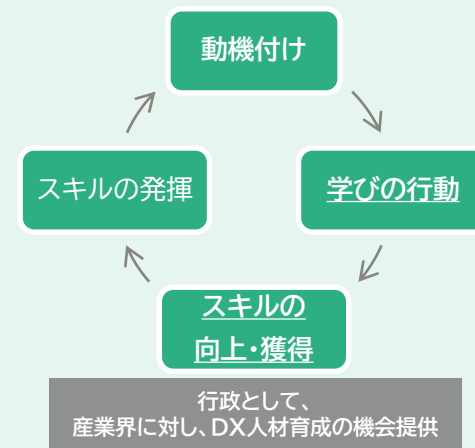 動機付け
スキルの発揮
学びの行動
スキルの
向上・獲得
行政として、
産業界に対し、DX人材育成の機会提供